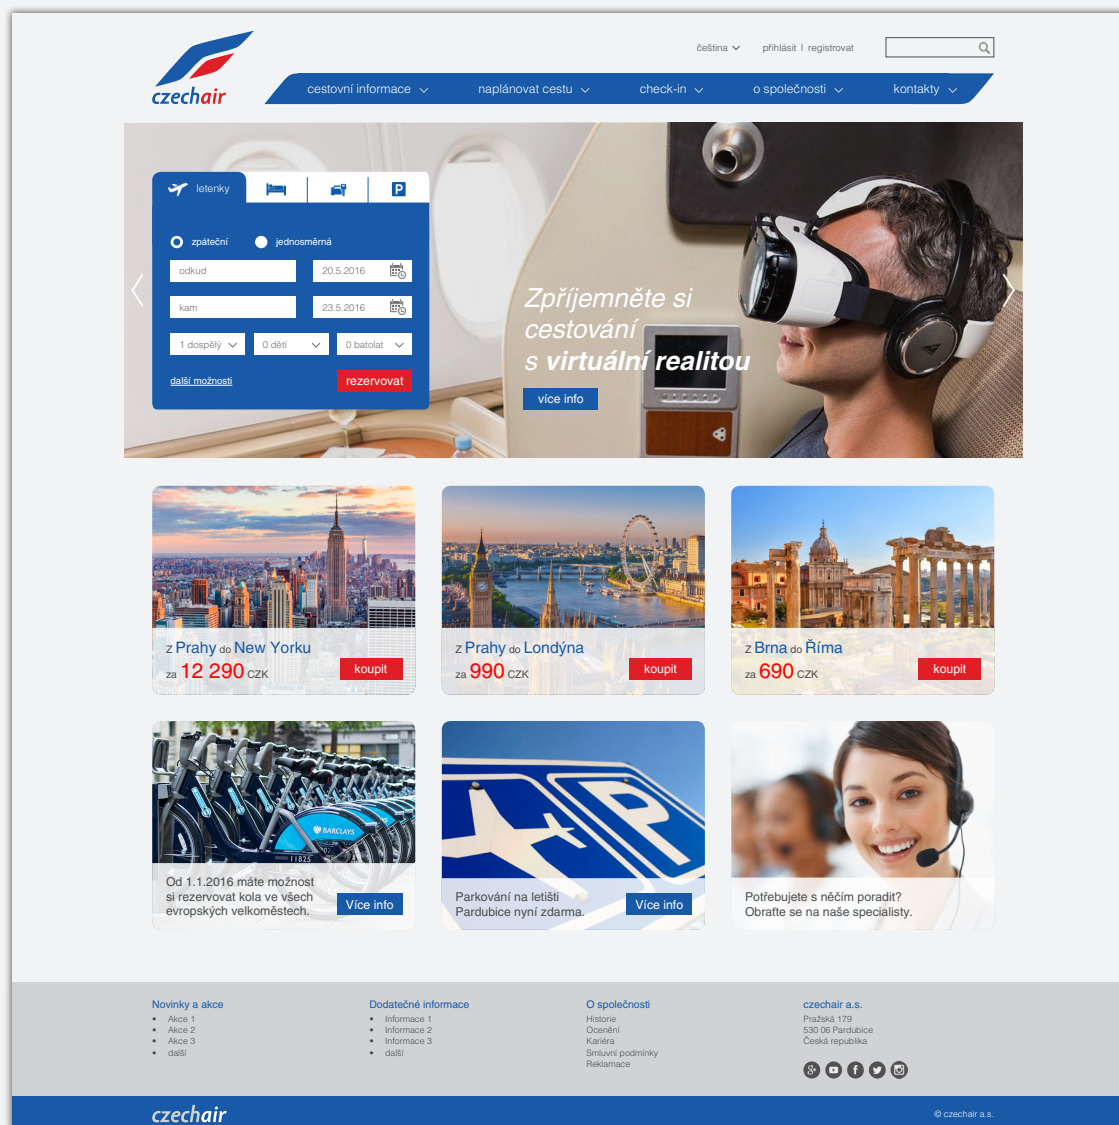 czechair
čeština
přihlásit | registrovat
cestovní informace
naplánovat cestu
check-in
o společnosti
kontakty
letenky
P
zpáteční
jednosměrná
odkud
20.5.2016
kam
23.5.2016
1 dospělý
0 dětí
0 batolat
další možnosti
rezervovat
Zpříjemněte si
cestování
s virtuální realitou
více info
z Prahy do New Yorku
za 12 290 CZK
koupit
z Prahy do Londýna
za 990 CZK
koupit
z Brna do Říma
za 690 CZK
koupit
BARCLAYS
11825
Od 1.1.2016 máte možnost
si rezervovat kola ve všech
evropských velkoměstech.
Více info
P
Parkování na letišti
Pardubice nyní zdarma.
Více info
Potřebujete s něčím poradit?
Obraťte se na naše specialisty.
Novinky a akce
• Akce 1
• Akce 2
• Akce 3
• další
Dodatečné informace
• Informace 1
• Informace 2
• Informace 3
• další
O společnosti
Historie
Ocenění
Kariéra
Smluvní podmínky
Reklamace
czechair a.s.
Pražská 179
530 06 Pardubice
Česká republika
czechair
© czechair a.s.